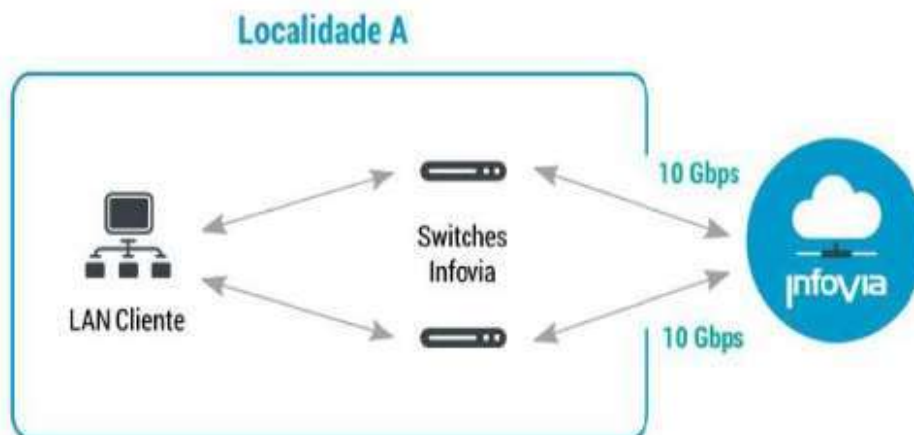 Localidade A
10 Gbps
Switches
Infovia
LAN Cliente
10 Gbps
infovia